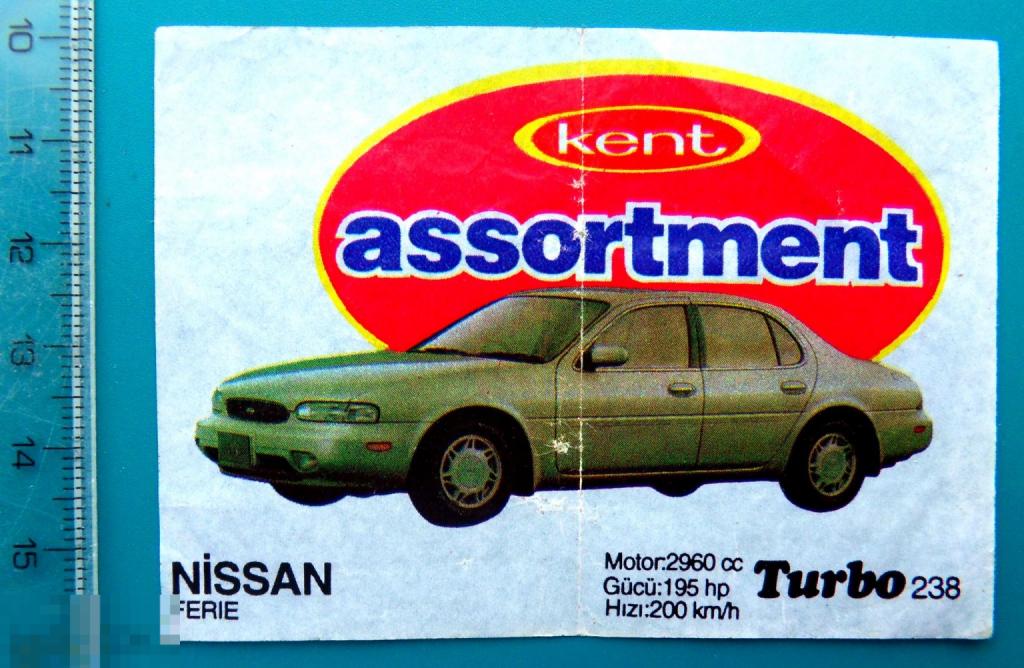 10
11
12
13
14
15
kent
assortment
NİSSAN
FERIE
Motor:2960 cc
Gücü:195 hp
Hızı:200 km/h
Turbo 238